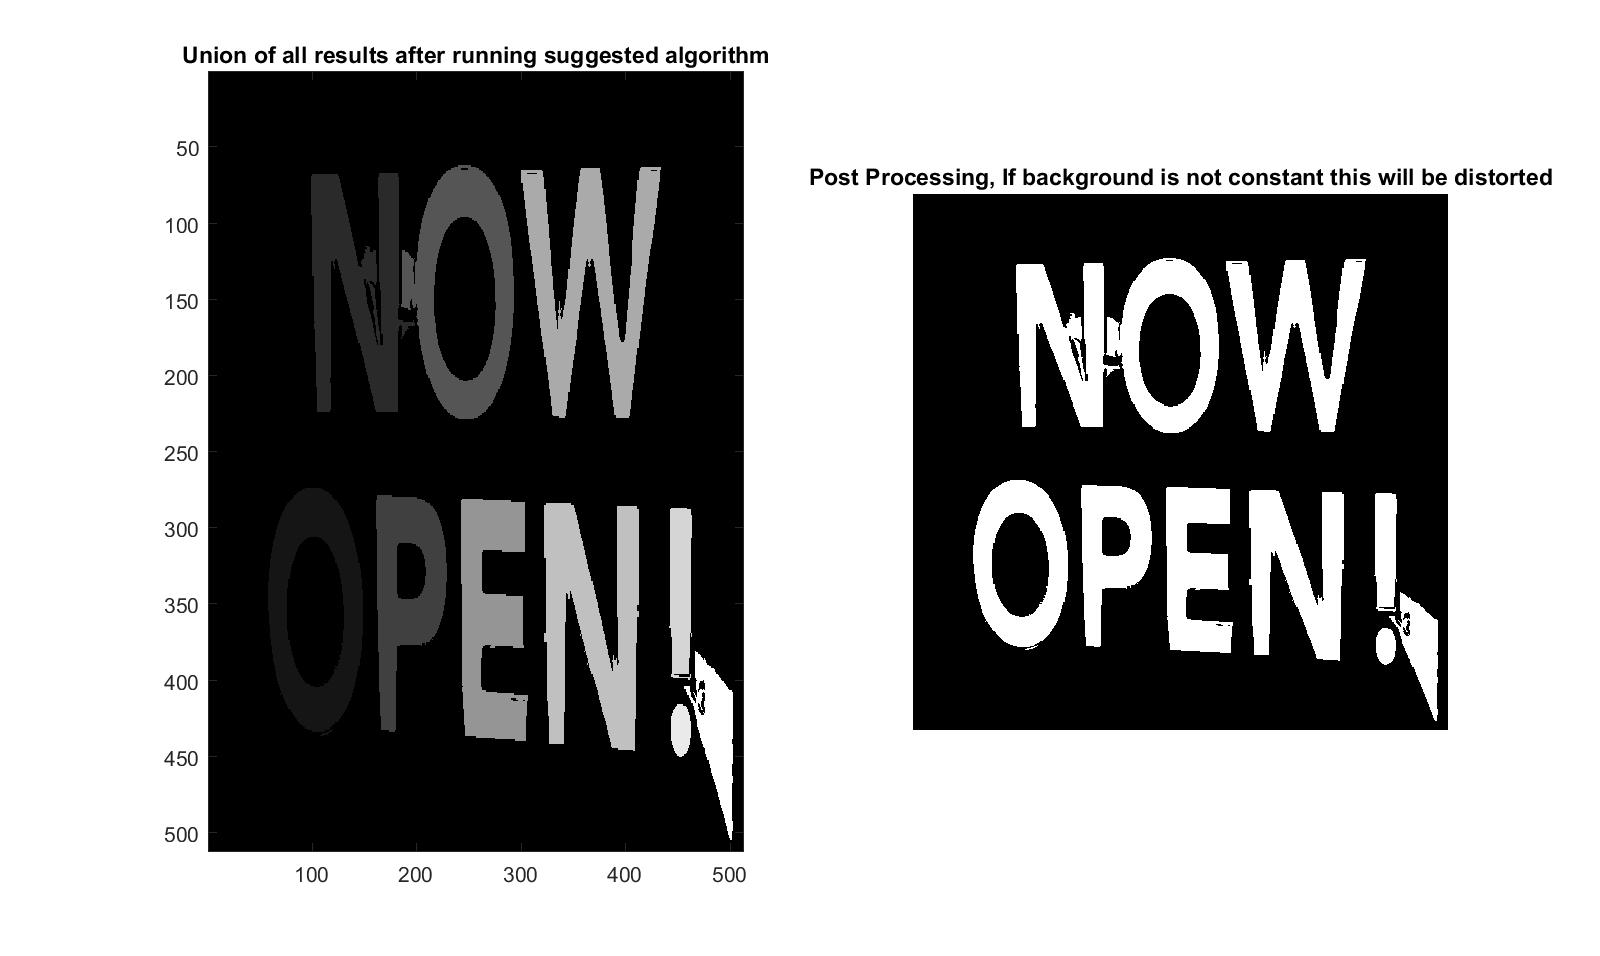 Union of all results after running suggested algorithm
50
100
150
200
250
300
350
400
450
500
100 200 300 400 500
NOW
OPEN!
Post Processing, If background is not constant this will be distorted
NOW
OPEN!